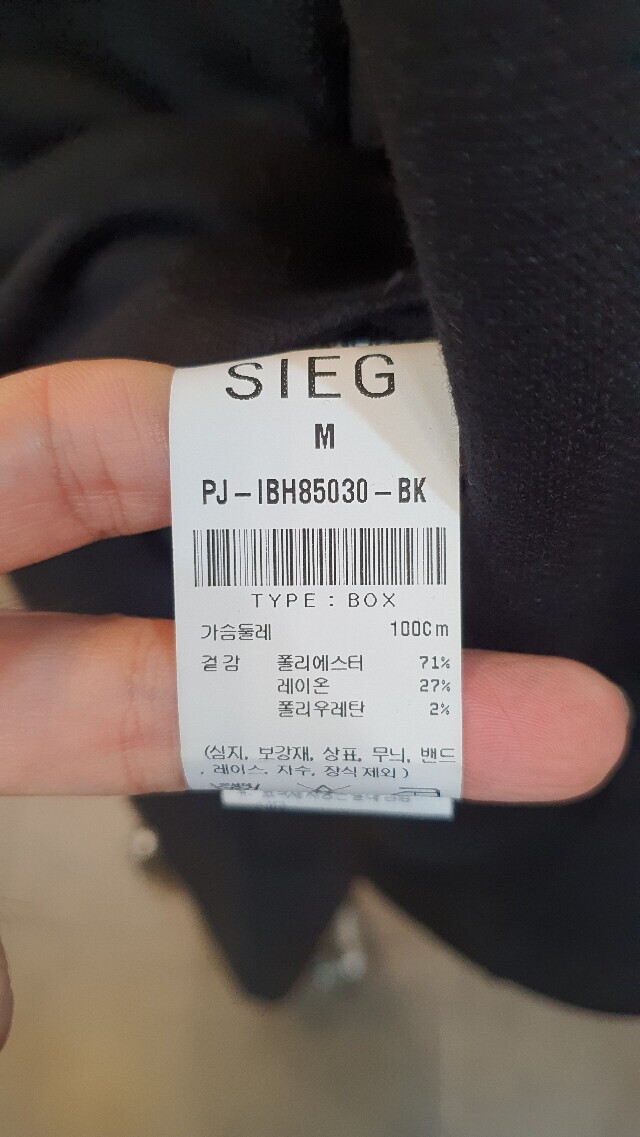 SIEG
M
PJ-IBH85030-BK
TYPE : BOX
가슴둘레 100Cm
겉감 폴리에스터 71%
레이온 27%
폴리우레탄 2%
(심지, 보강재, 상표, 무늬, 밴드
, 레이스, 자수, 장식 제외)